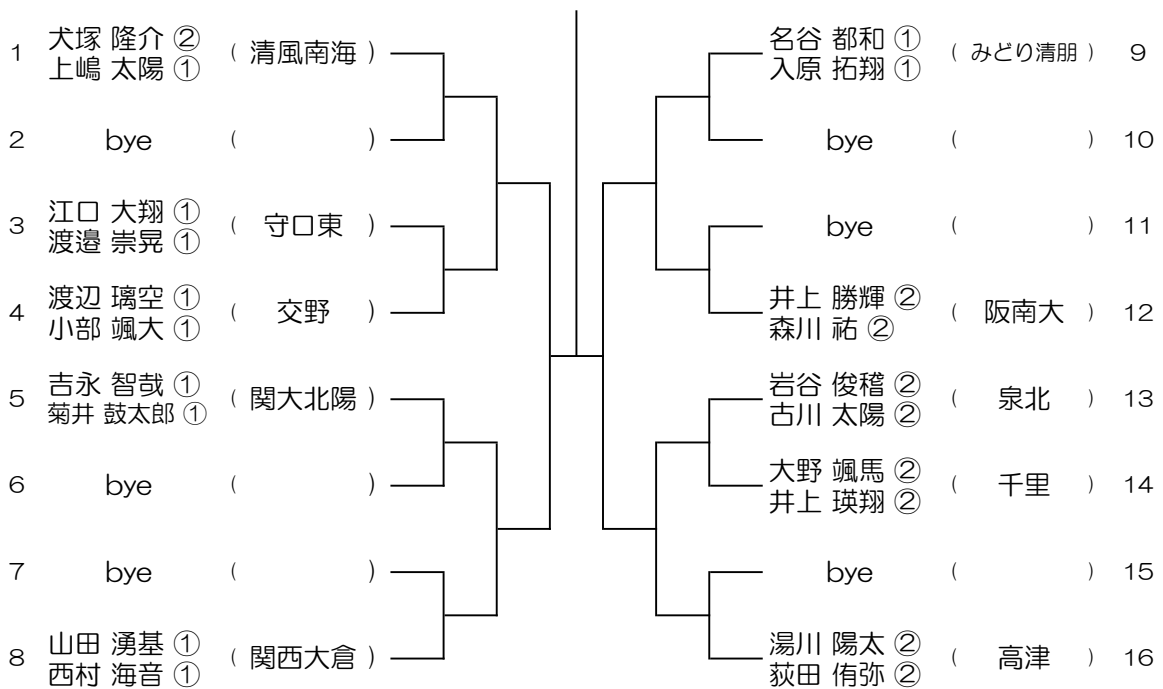 1 犬塚 隆介 ② ( 清風南海 )
上嶋 太陽 ①
2 bye ( )
3 江口 大翔 ① ( 守口東 )
渡邉 崇晃 ①
4 渡辺 璃空 ① ( 交野 )
小部 颯大 ①
5 吉永 智哉 ① ( 関大北陽 )
菊井 鼓太郎 ①
6 bye ( )
7 bye ( )
8 山田 湧基 ① ( 関西大倉 )
西村 海音 ①
名谷 都和 ① ( みどり清朋 ) 9
入原 拓翔 ①
bye ( ) 10
bye ( ) 11
井上 勝輝 ② ( 阪南大 ) 12
森川 祐 ②
岩谷 俊稽 ② ( 泉北 ) 13
古川 太陽 ②
大野 颯馬 ② ( 千里 ) 14
井上 瑛翔 ②
bye ( ) 15
湯川 陽太 ② ( 高津 ) 16
荻田 侑弥 ②